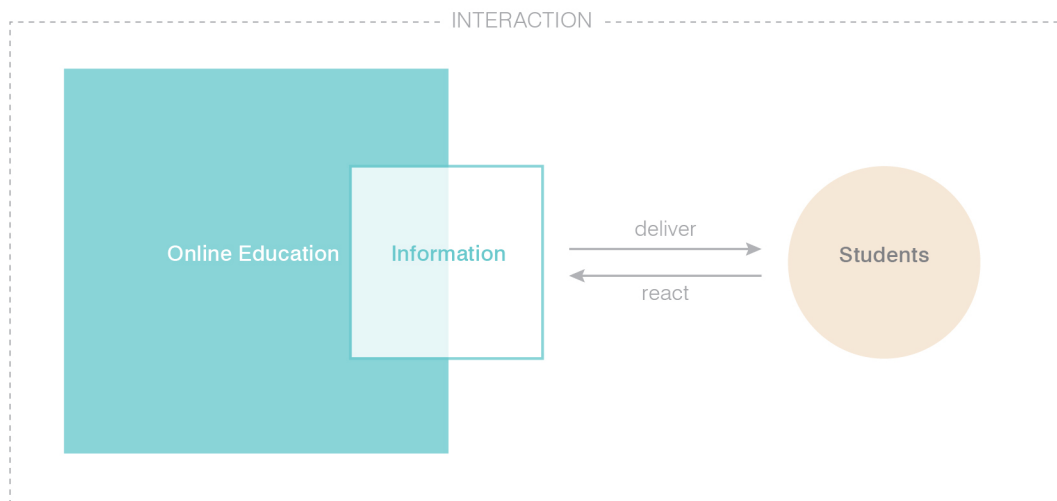 INTERACTION
Online Education
Information
deliver
react
Students